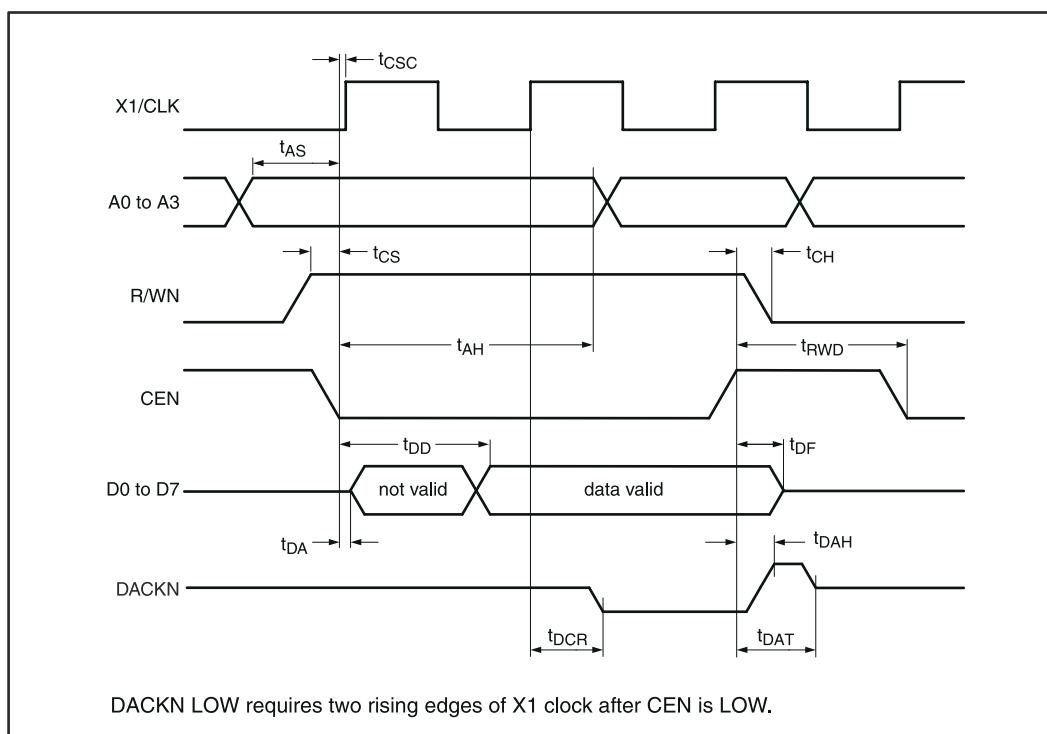 tCSC
X1/CLK
tAS
A0 to A3
tCS
tCH
R/WN
tAH
tRWD
CEN
tDD
tDF
D0 to D7
not valid
data valid
tDA
tDAH
DACKN
tDCR
tDAT
DACKN LOW requires two rising edges of X1 clock after CEN is LOW.